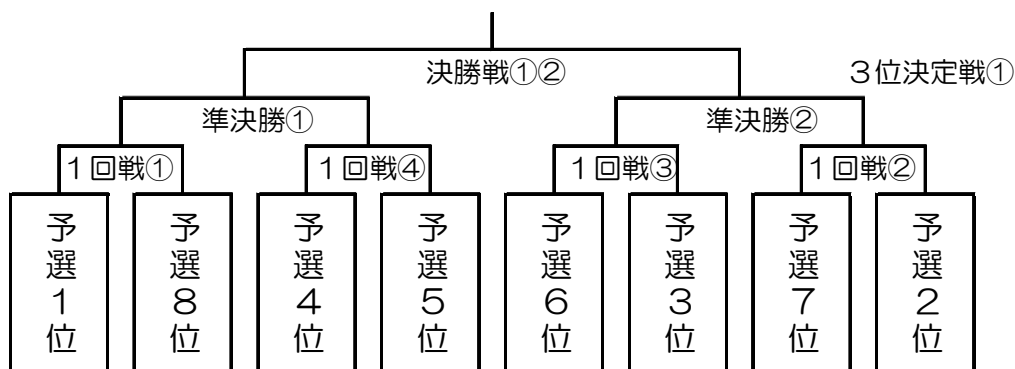 決勝戦①②
３位決定戦①
準決勝①
準決勝②
１回戦①
１回戦④
１回戦③
１回戦②
予選１位
予選８位
予選４位
予選５位
予選６位
予選３位
予選７位
予選２位